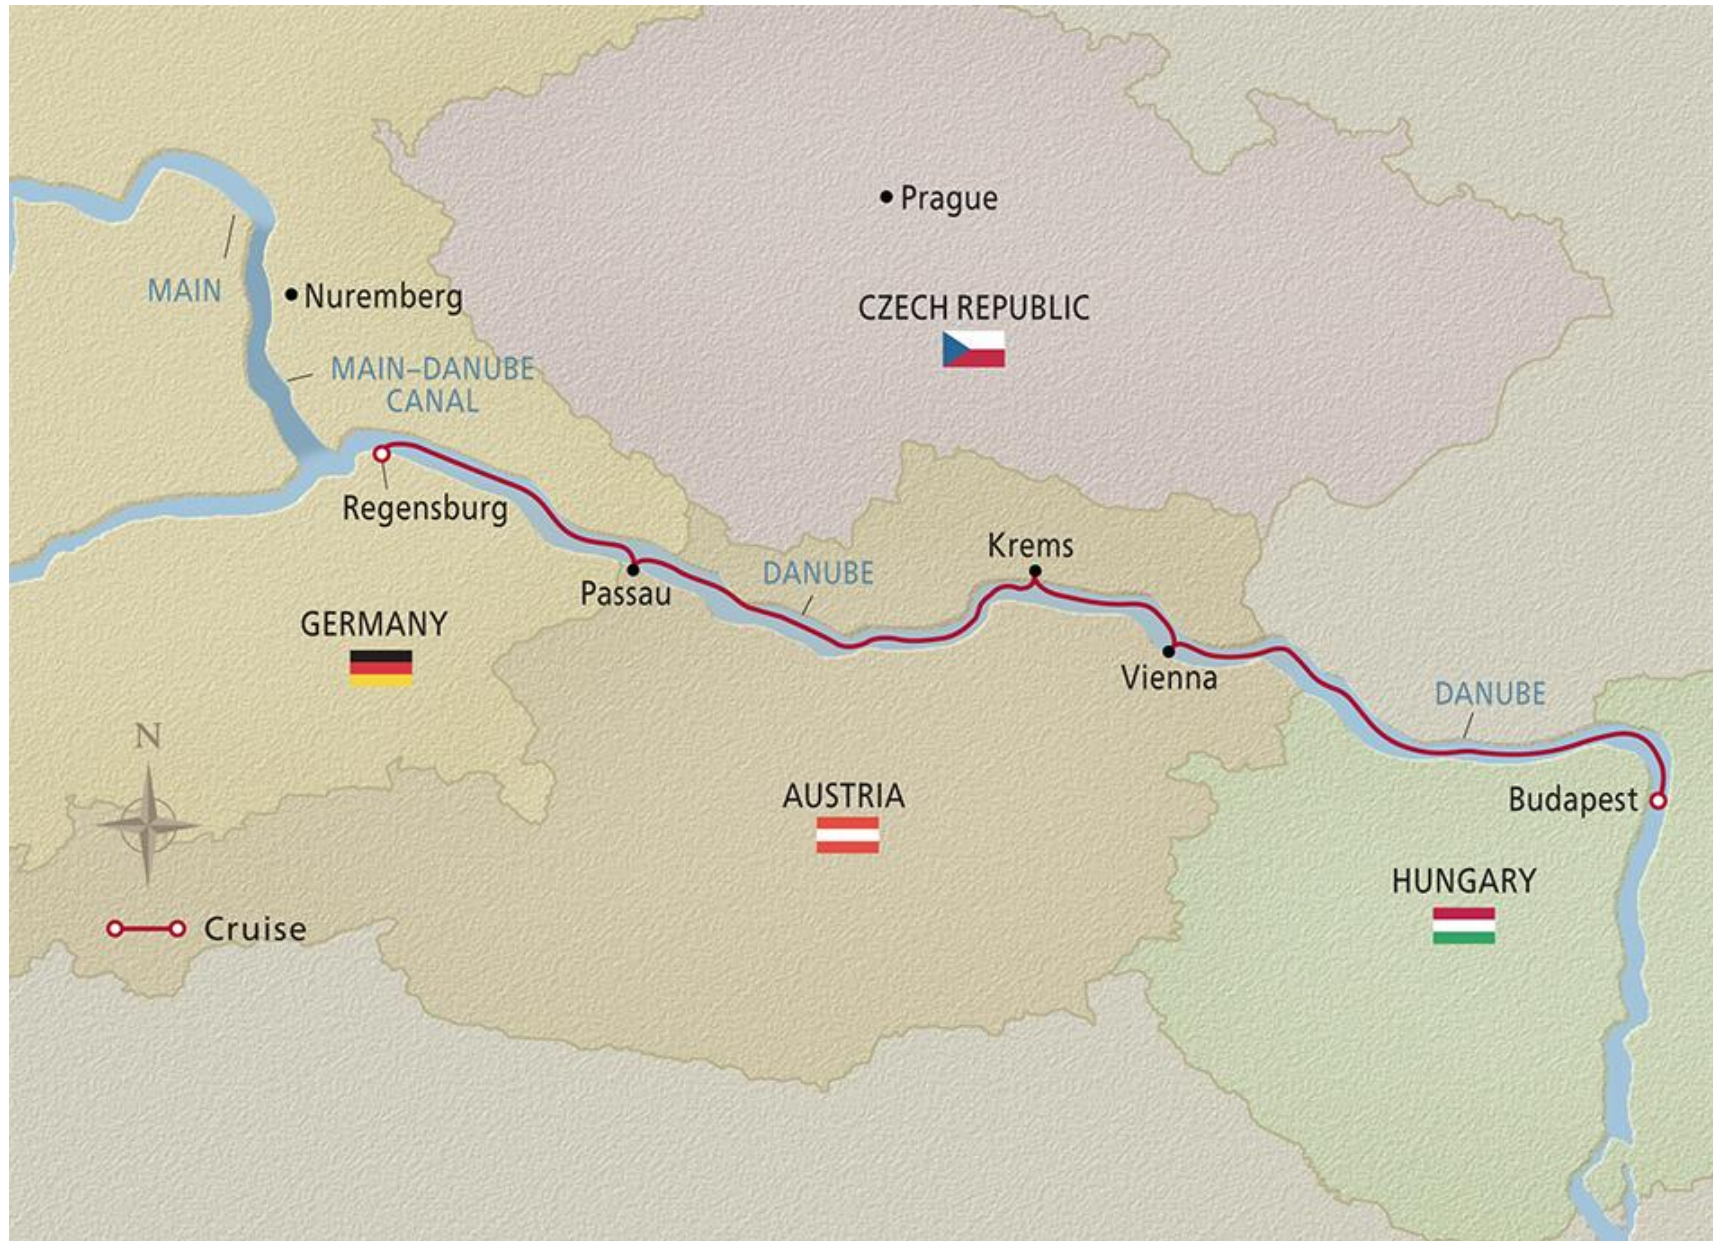 Prague
MAIN
Nuremberg
CZECH REPUBLIC
MAIN–DANUBE
CANAL
Regensburg
Krems
DANUBE
Passau
GERMANY
Vienna
DANUBE
N
AUSTRIA
Budapest
HUNGARY
Cruise